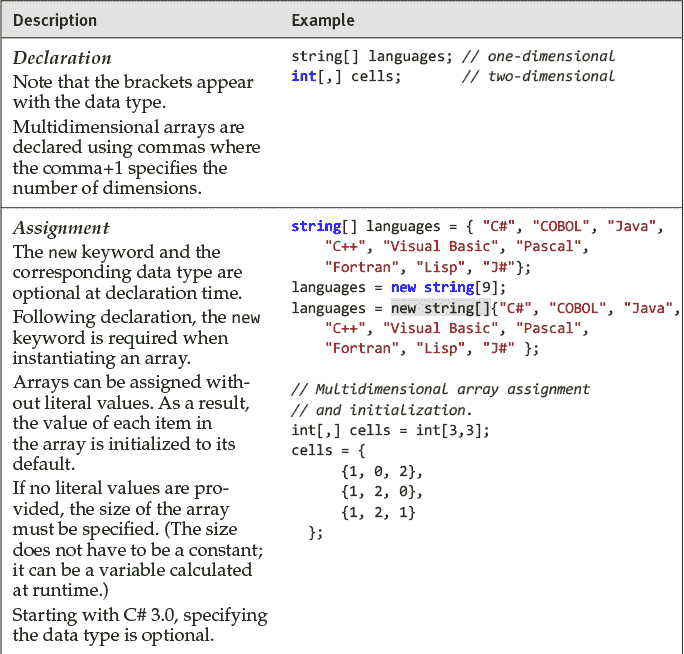 Description Example
Declaration
Note that the brackets appear
with the data type.
Multidimensional arrays are
declared using commas where
the comma+1 specifies the
number of dimensions.
string[] languages; // one-dimensional
int[,] cells;       // two-dimensional
Assignment
The new keyword and the
corresponding data type are
optional at declaration time.
Following declaration, the new
keyword is required when
instantiating an array.
Arrays can be assigned with-
out literal values. As a result,
the value of each item in
the array is initialized to its
default.
If no literal values are pro-
vided, the size of the array
must be specified. (The size
does not have to be a constant;
it can be a variable calculated
at runtime.)
Starting with C# 3.0, specifying
the data type is optional.
string[] languages = { "C#", "COBOL", "Java",
    "C++", "Visual Basic", "Pascal",
    "Fortran", "Lisp", "J#"};
languages = new string[9];
languages = new string[]{"C#", "COBOL", "Java",
    "C++", "Visual Basic", "Pascal",
    "Fortran", "Lisp", "J#" };
// Multidimensional array assignment
// and initialization.
int[,] cells = int[3,3];
cells = {
      {1, 0, 2},
      {1, 2, 0},
      {1, 2, 1}
  };